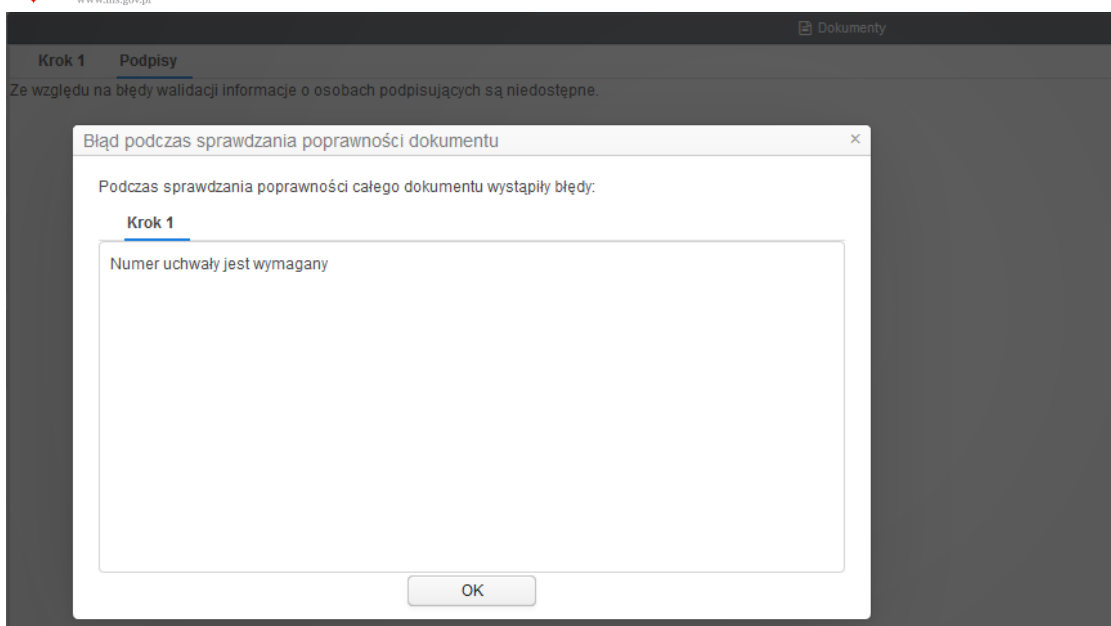 www.ms.gov.pl
Dokumenty
Krok 1 Podpisy
Ze względu na błędy walidacji informacje o osobach podpisujących są niedostępne.
Błąd podczas sprawdzania poprawności dokumentu ×
Podczas sprawdzania poprawności całego dokumentu wystąpiły błędy:
Krok 1
Numer uchwały jest wymagany
OK